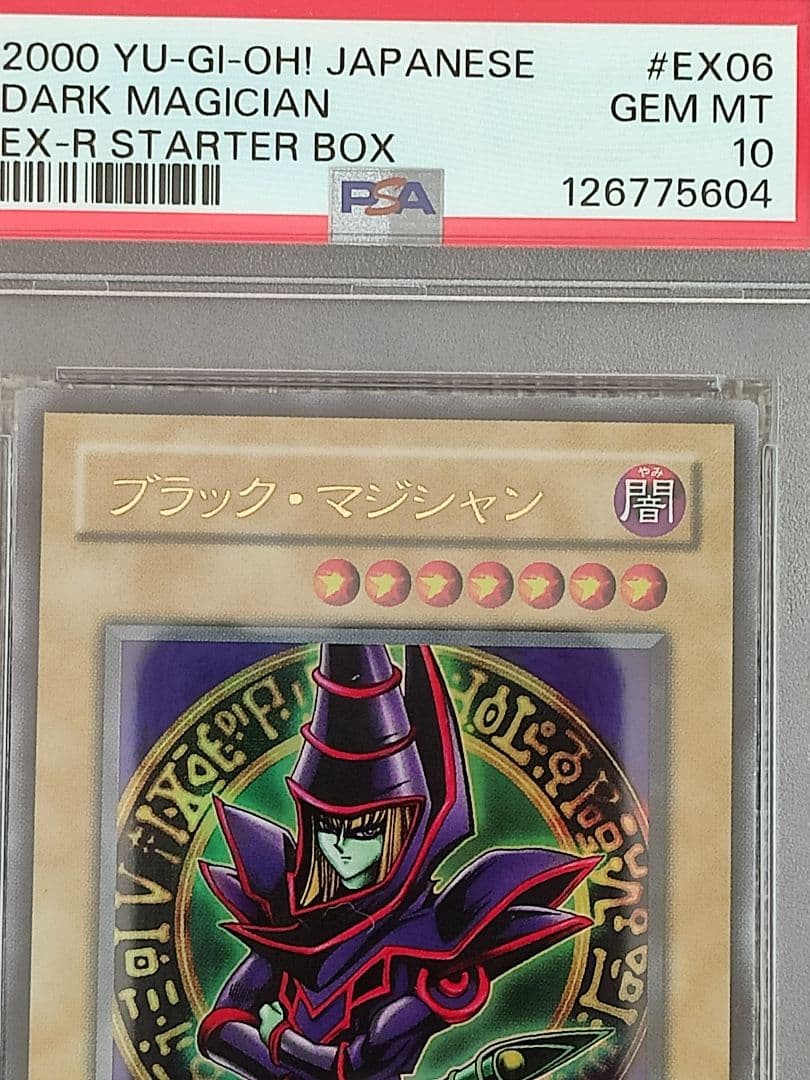 2000 YU-GI-OH! JAPANESE #EX06
DARK MAGICIAN GEM MT
EX-R STARTER BOX 10
PSA 126775604
ブラック・マジシャン
やみ
闇